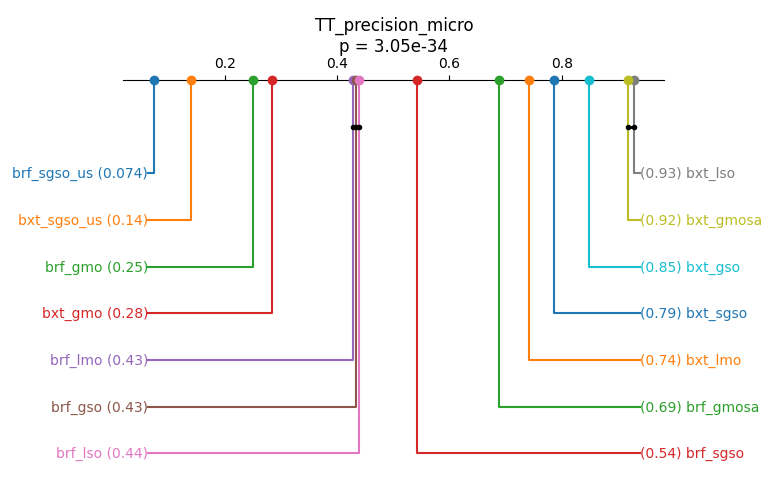 TT_precision_micro
p = 3.05e-34
0.2 0.4 0.6 0.8
brf_sgso_us (0.074)
bxt_sgso_us (0.14)
brf_gmo (0.25)
bxt_gmo (0.28)
brf_lmo (0.43)
brf_gso (0.43)
brf_lso (0.44)
(0.93) bxt_lso
(0.92) bxt_gmosa
(0.85) bxt_gso
(0.79) bxt_sgso
(0.74) bxt_lmo
(0.69) brf_gmosa
(0.54) brf_sgso